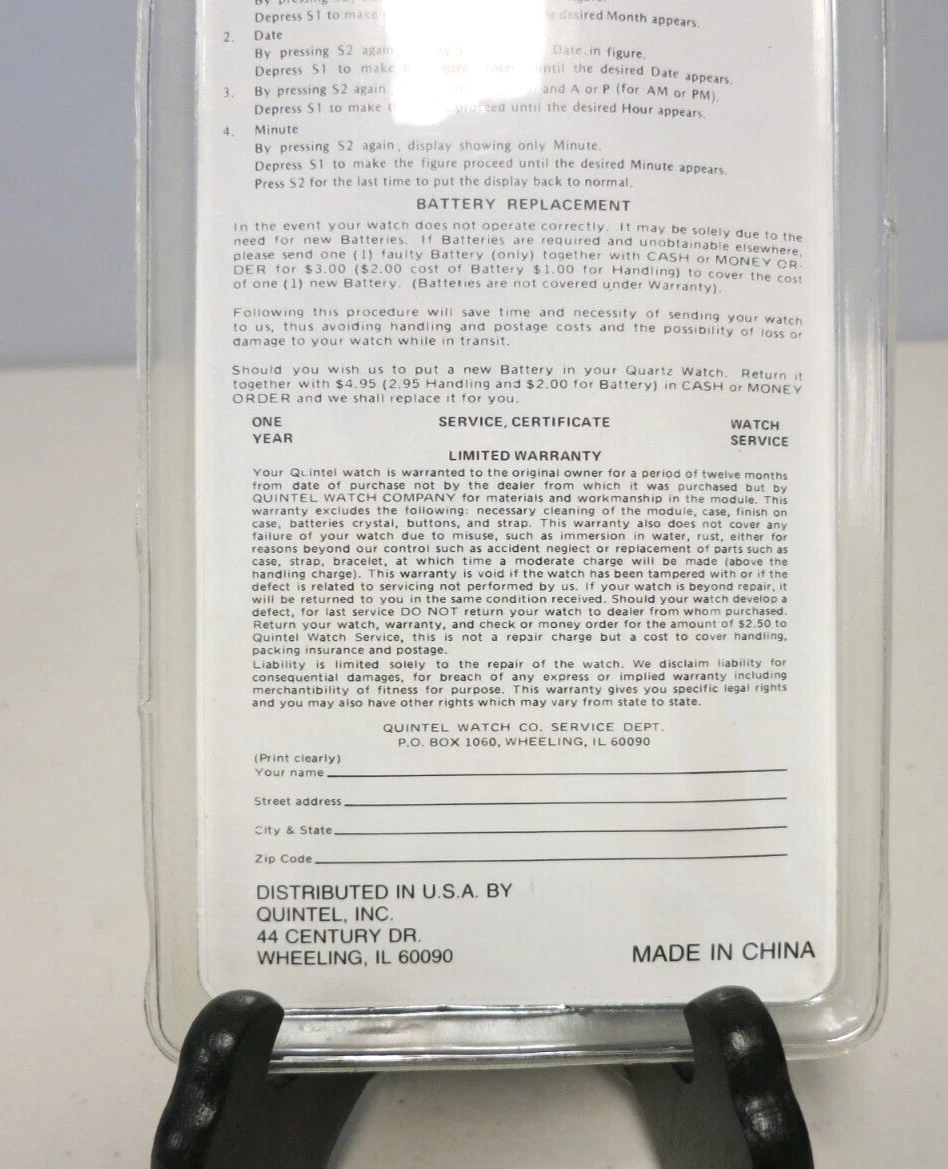 Depress S1 to make desired Month appears.
2. Date
By pressing S2 again Date in figure.
Depress S1 to make until the desired Date appears.
3. By pressing S2 again and A or P (for AM or PM).
Depress S1 to make proceed until the desired Hour appears.
4. Minute
By pressing S2 again, display showing only Minute.
Depress S1 to make the figure proceed until the desired Minute appears.
Press S2 for the last time to put the display back to normal.
BATTERY REPLACEMENT
In the event your watch does not operate correctly. It may be solely due to the
need for new Batteries. If Batteries are required and unobtainable elsewhere,
please send one (1) faulty Battery (only) together with CASH or MONEY OR-
DER for $3.00 ($2.00 cost of Battery $1.00 for Handling) to cover the cost
of one (1) new Battery. (Batteries are not covered under Warranty).
Following this procedure will save time and necessity of sending your watch
to us, thus avoiding handling and postage costs and the possibility of loss or
damage to your watch while in transit.
Should you wish us to put a new Battery in your Quartz Watch. Return it
together with $4.95 (2.95 Handling and $2.00 for Battery) in CASH or MONEY
ORDER and we shall replace it for you.
ONE YEAR
SERVICE, CERTIFICATE
WATCH SERVICE
LIMITED WARRANTY
Your Quintel watch is warranted to the original owner for a period of twelve months
from date of purchase not by the dealer from which it was purchased but by
QUINTEL WATCH COMPANY for materials and workmanship in the module. This
warranty excludes the following: necessary cleaning of the module, case, finish on
case, batteries crystal, buttons, and strap. This warranty also does not cover any
failure of your watch due to misuse, such as immersion in water, rust, either for
reasons beyond our control such as accident neglect or replacement of parts such as
case, strap, bracelet, at which time a moderate charge will be made (above the
handling charge). This warranty is void if the watch has been tampered with or if the
defect is related to servicing not performed by us. If your watch is beyond repair, it
will be returned to you in the same condition received. Should your watch develop a
defect, for last service DO NOT return your watch to dealer from whom purchased.
Return your watch, warranty, and check or money order for the amount of $2.50 to
Quintel Watch Service, this is not a repair charge but a cost to cover handling,
packing insurance and postage.
Liability is limited solely to the repair of the watch. We disclaim liability for
consequential damages, for breach of any express or implied warranty including
merchantibility of fitness for purpose. This warranty gives you specific legal rights
and you may also have other rights which may vary from state to state.
QUINTEL WATCH CO. SERVICE DEPT.
P.O. BOX 1060, WHEELING, IL 60090
(Print clearly)
Your name
Street address
City & State
Zip Code
DISTRIBUTED IN U.S.A. BY
QUINTEL, INC.
44 CENTURY DR.
WHEELING, IL 60090
MADE IN CHINA